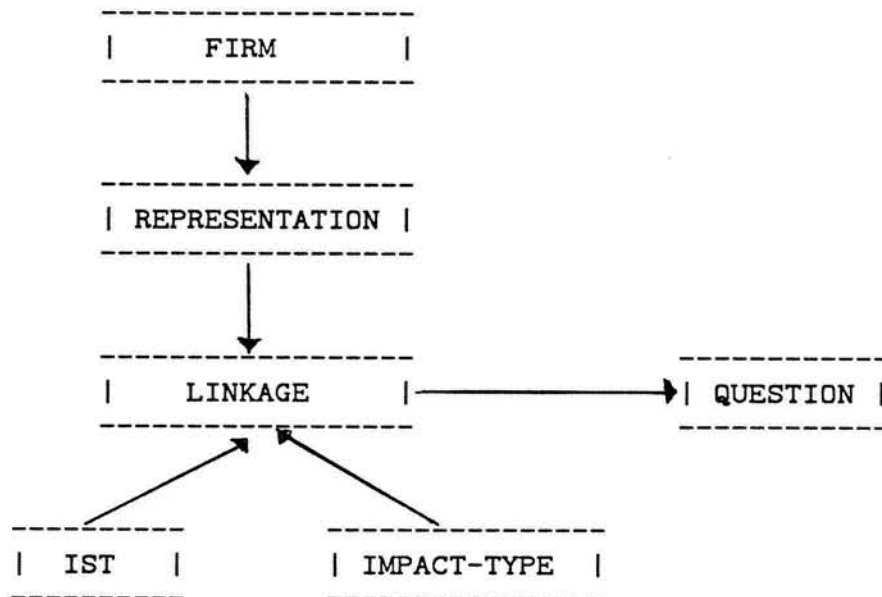 FIRM
REPRESENTATION
LINKAGE
QUESTION
IST
IMPACT-TYPE